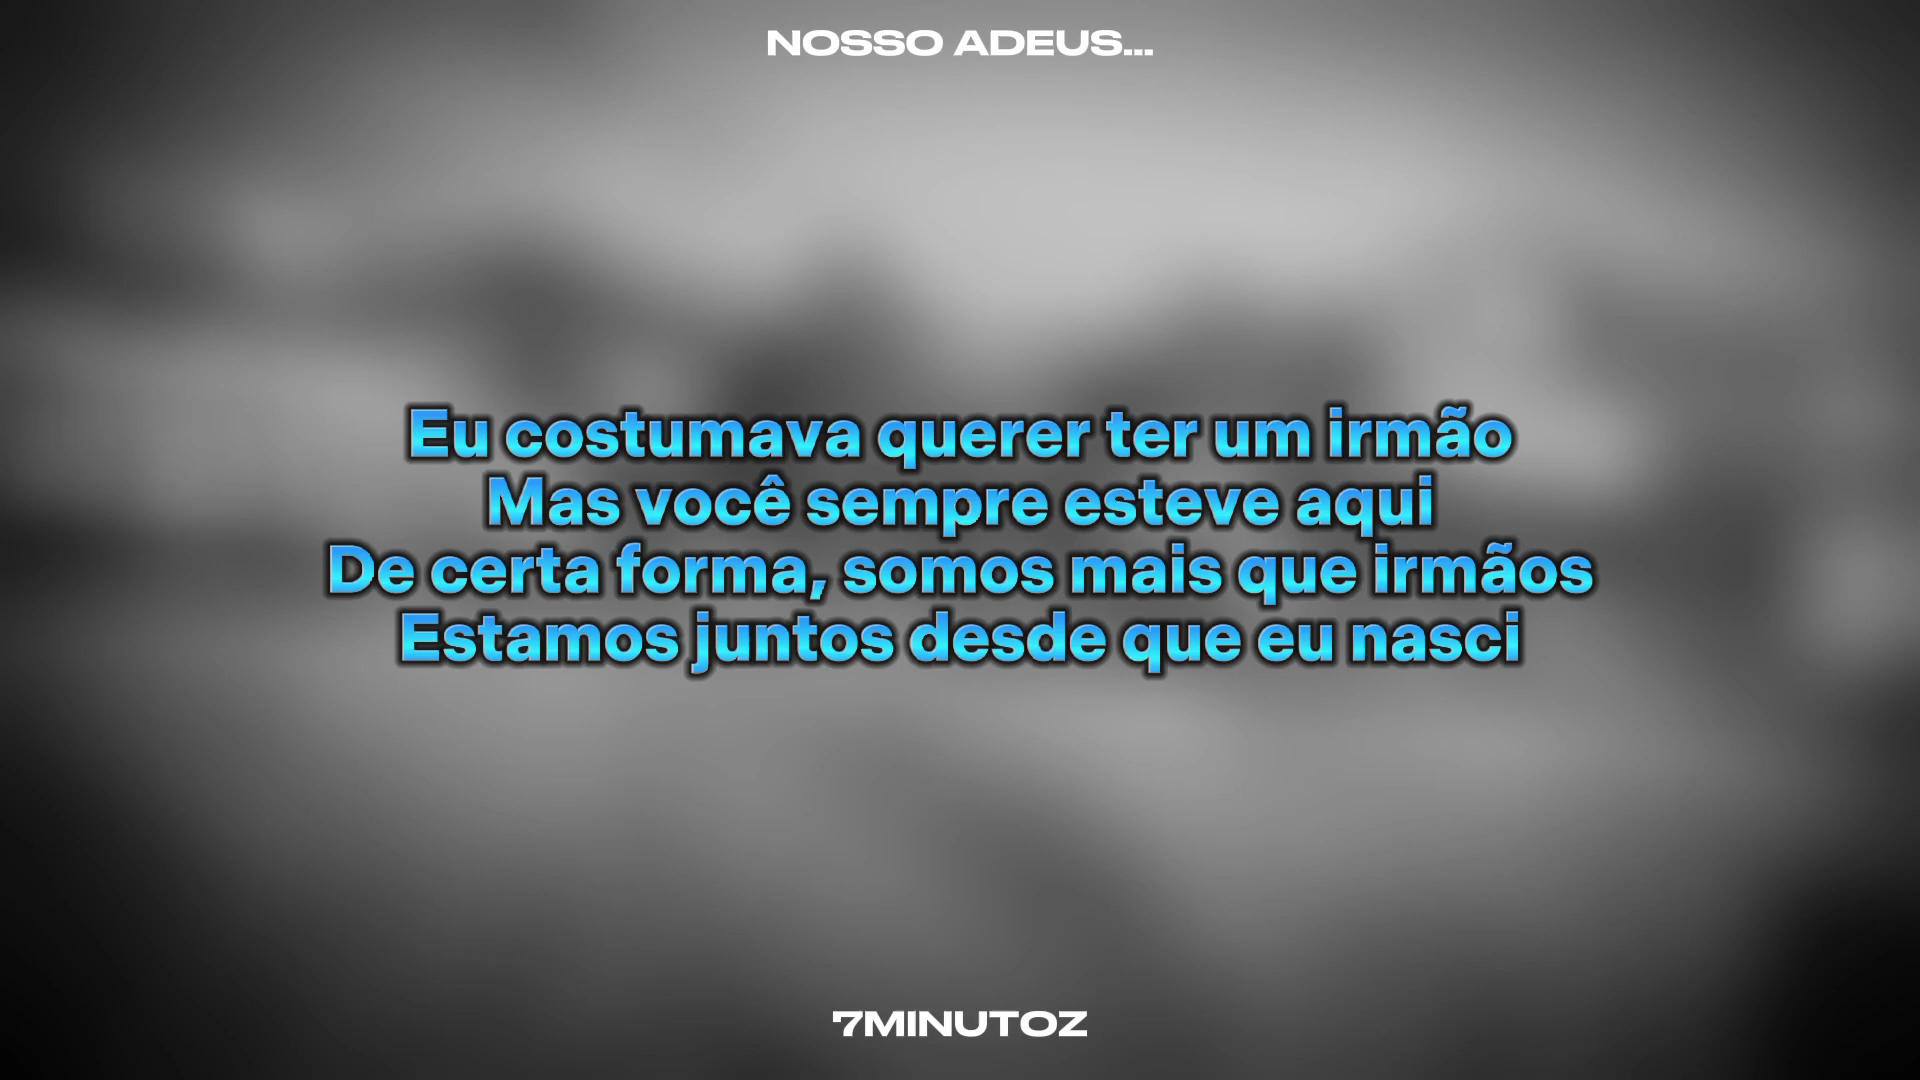 NOSSO ADEUS...
Eu costumava querer ter um irmão
Mas você sempre esteve aqui
De certa forma, somos mais que irmãos
Estamos juntos desde que eu nasci
7MINUTOZ